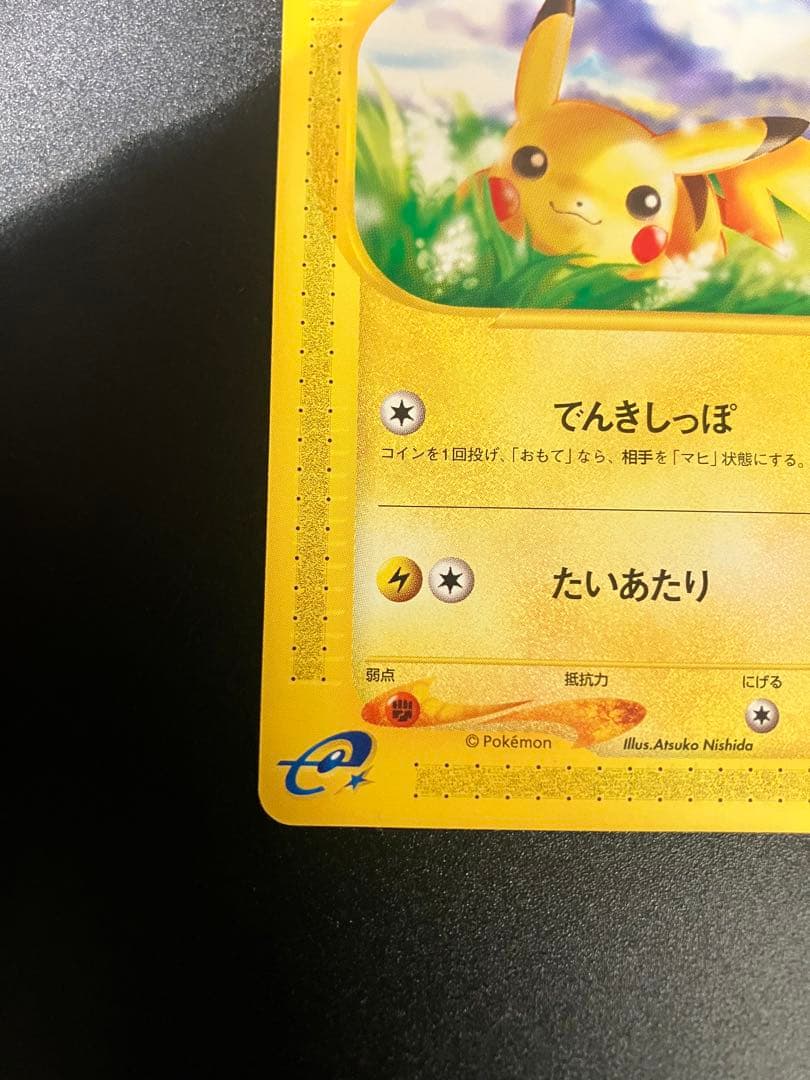 でんきしっぽ
コインを1回投げ、「おもて」なら、相手を「マヒ」状態にする。
たいあたり
弱点 抵抗力 にげる
© Pokémon Illus.Atsuko Nishida
e